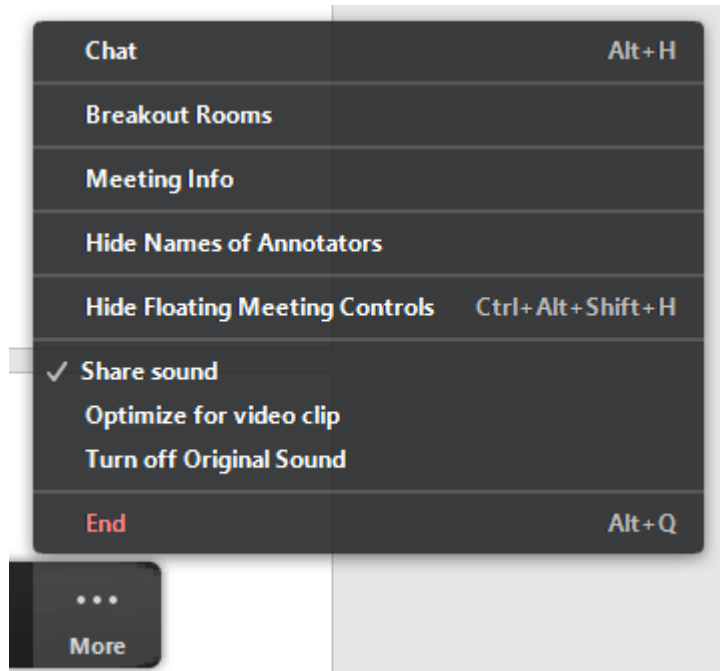 Chat Alt+H
Breakout Rooms
Meeting Info
Hide Names of Annotators
Hide Floating Meeting Controls Ctrl+Alt+Shift+H
Share sound
Optimize for video clip
Turn off Original Sound
End Alt+Q
More